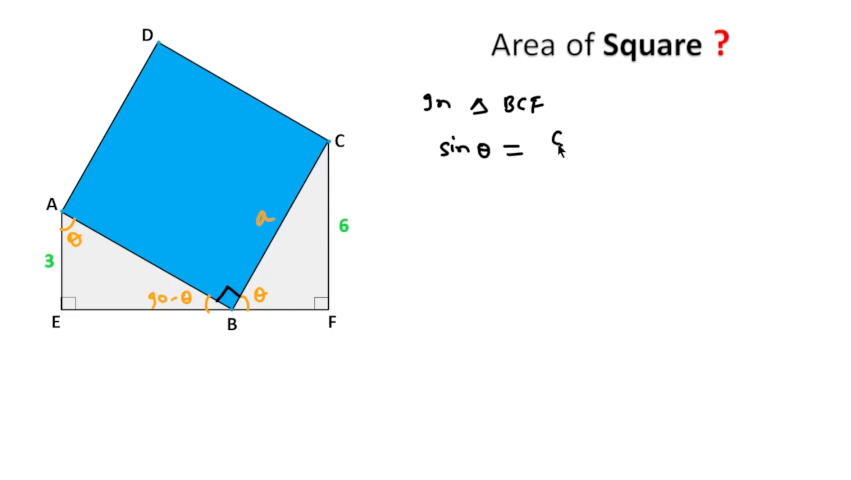 Area of Square ?
In Δ BCF
sin θ = C
D
C
A
θ
a
6
3
90-θ
θ
E
B
F